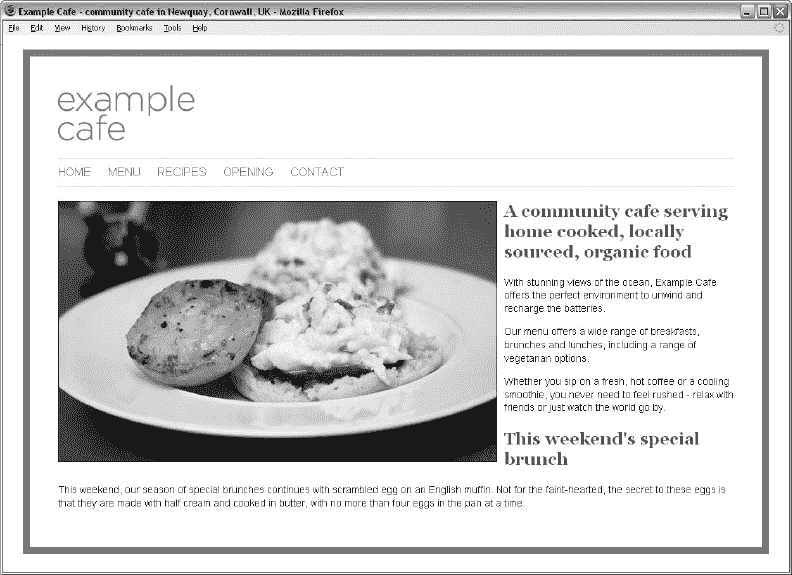 Example Cafe - community cafe in Newquay, Cornwall, UK - Mozilla Firefox
File Edit View History Bookmarks Tools Help
example
cafe
HOME MENU RECIPES OPENING CONTACT
A community cafe serving
home cooked, locally
sourced, organic food
With stunning views of the ocean, Example Cafe
offers the perfect environment to unwind and
recharge the batteries.
Our menu offers a wide range of breakfasts,
brunches and lunches, including a range of
vegetarian options.
Whether you sip on a fresh, hot coffee or a cooling
smoothie, you never need to feel rushed - relax with
friends or just watch the world go by.
This weekend's special
brunch
This weekend, our season of special brunches continues with scrambled egg on an English muffin. Not for the faint-hearted, the secret to these eggs is
that they are made with half cream and cooked in butter, with no more than four eggs in the pan at a time.